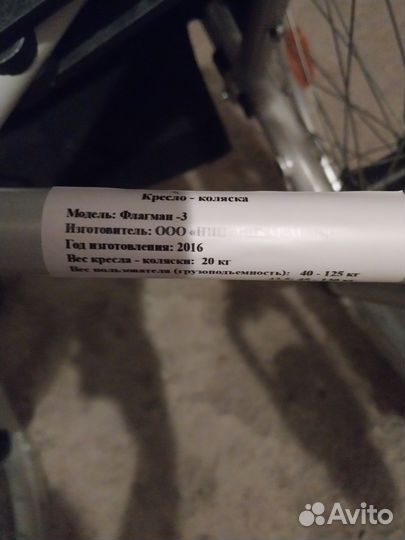 Кресло - коляска
Модель: Флагман -3
Изготовитель: ООО
Год изготовления: 2016
Вес кресла - коляски: 20 кг
Вес пользователя (грузоподъемность): 40 - 125 кг
Avito